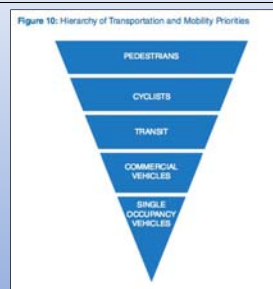 Figure 10: Hierarchy of Transportation and Mobility Priorities
PEDESTRIANS
CYCLISTS
TRANSIT
COMMERCIAL
VEHICLES
SINGLE
OCCUPANCY
VEHICLES